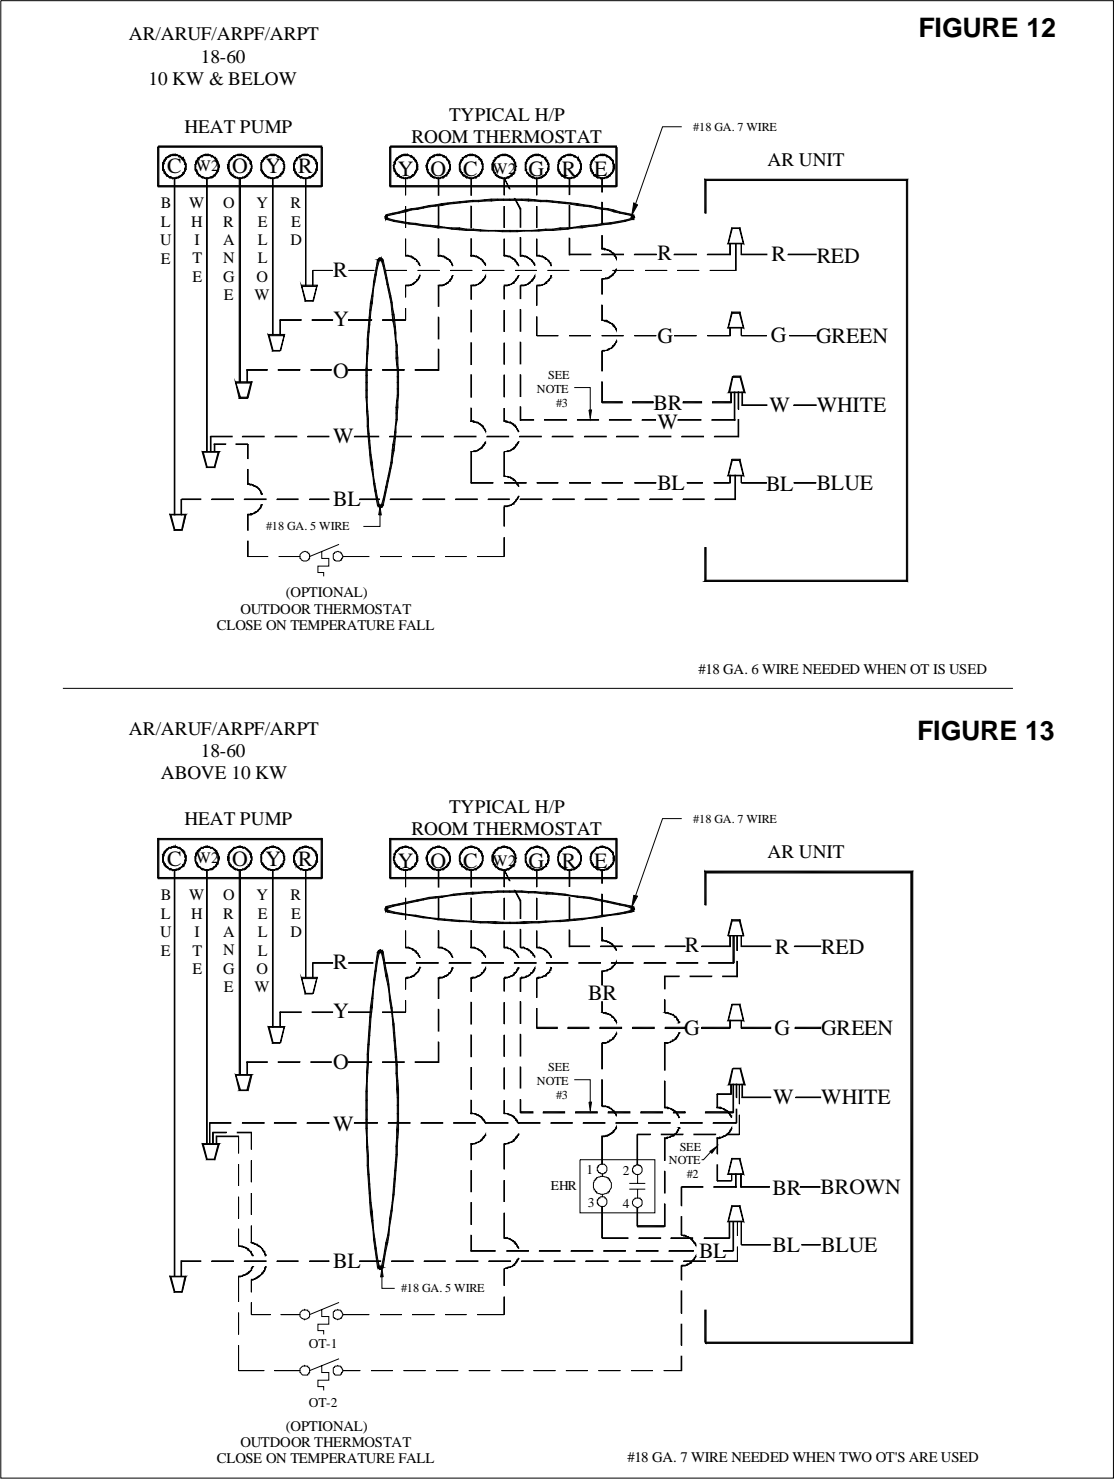 FIGURE 12
AR/ARUF/ARPF/ARPT
18-60
10 KW & BELOW
HEAT PUMP
TYPICAL H/P
ROOM THERMOSTAT
#18 GA. 7 WIRE
AR UNIT
C W2 O Y R
Y O C W2 G R E
BLUE
WHITE
ORANGE
YELLOW
RED
R R R RED
Y
G G GREEN
O
SEE
NOTE
#3
BR
W W WHITE
W
BL BL BLUE
BL
#18 GA. 5 WIRE
(OPTIONAL)
OUTDOOR THERMOSTAT
CLOSE ON TEMPERATURE FALL
#18 GA. 6 WIRE NEEDED WHEN OT IS USED
FIGURE 13
AR/ARUF/ARPF/ARPT
18-60
ABOVE 10 KW
HEAT PUMP
TYPICAL H/P
ROOM THERMOSTAT
#18 GA. 7 WIRE
AR UNIT
C W2 O Y R
Y O C W2 G R E
BLUE
WHITE
ORANGE
YELLOW
RED
R R R RED
BR
Y
G G GREEN
O
SEE
NOTE
#3
W W WHITE
SEE
NOTE
#2
EHR
1 2
3 4
BR BROWN
BL BL BLUE
BL
#18 GA. 5 WIRE
OT-1
OT-2
(OPTIONAL)
OUTDOOR THERMOSTAT
CLOSE ON TEMPERATURE FALL
#18 GA. 7 WIRE NEEDED WHEN TWO OT'S ARE USED